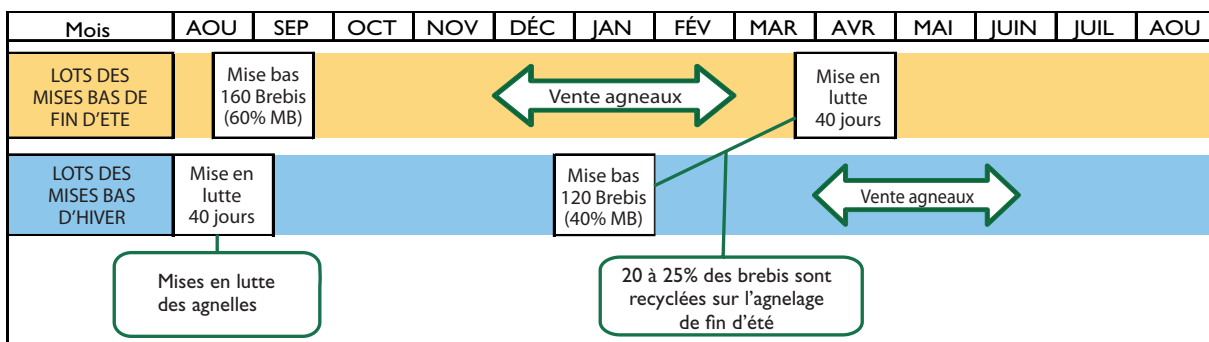 Mois AOU SEP OCT NOV DÉC JAN FÉV MAR AVR MAI JUIN JUIL AOU
LOTS DES
MISES BAS DE
FIN D'ETE
Mise bas
160 Brebis
(60% MB)
Vente agneaux
Mise en
lutte
40 jours
LOTS DES
MISES BAS
D'HIVER
Mise en
lutte
40 jours
Mise bas
120 Brebis
(40% MB)
Vente agneaux
Mises en lutte
des agnelles
20 à 25% des brebis sont
recyclées sur l'agnelage
de fin d'été